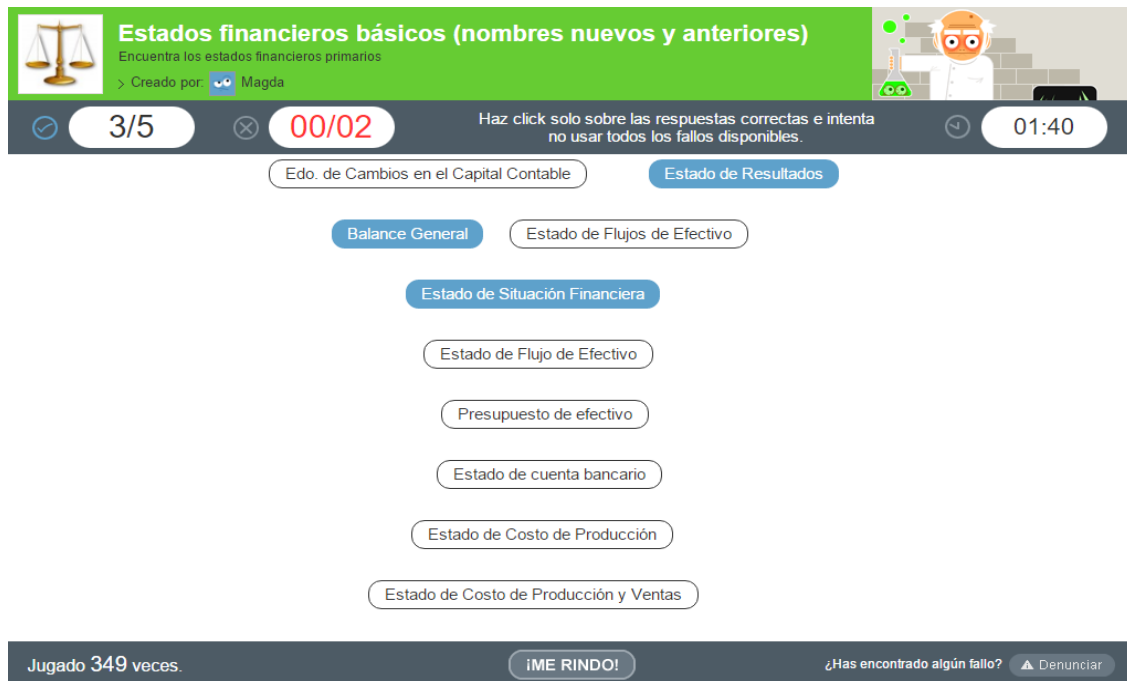 Estados financieros básicos (nombres nuevos y anteriores)
Encuentra los estados financieros primarios
> Creado por: Magda
3/5
00/02
Haz click solo sobre las respuestas correctas e intenta
no usar todos los fallos disponibles.
01:40
Edo. de Cambios en el Capital Contable
Estado de Resultados
Balance General
Estado de Flujos de Efectivo
Estado de Situación Financiera
Estado de Flujo de Efectivo
Presupuesto de efectivo
Estado de cuenta bancario
Estado de Costo de Producción
Estado de Costo de Producción y Ventas
Jugado 349 veces.
¡ME RINDO!
¿Has encontrado algún fallo?
Denunciar